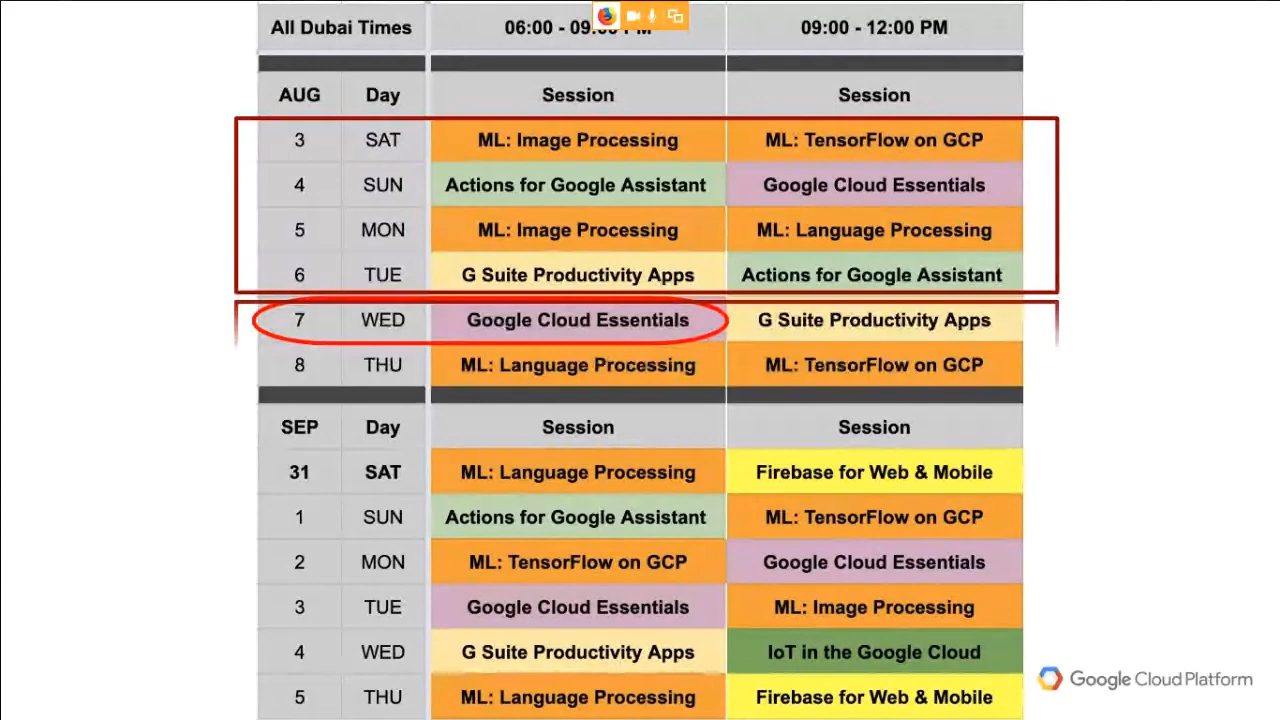 All Dubai Times 06:00 - 09:00 PM 09:00 - 12:00 PM
AUG Day Session Session
3 SAT ML: Image Processing ML: TensorFlow on GCP
4 SUN Actions for Google Assistant Google Cloud Essentials
5 MON ML: Image Processing ML: Language Processing
6 TUE G Suite Productivity Apps Actions for Google Assistant
7 WED Google Cloud Essentials G Suite Productivity Apps
8 THU ML: Language Processing ML: TensorFlow on GCP
SEP Day Session Session
31 SAT ML: Language Processing Firebase for Web & Mobile
1 SUN Actions for Google Assistant ML: TensorFlow on GCP
2 MON ML: TensorFlow on GCP Google Cloud Essentials
3 TUE Google Cloud Essentials ML: Image Processing
4 WED G Suite Productivity Apps IoT in the Google Cloud
5 THU ML: Language Processing Firebase for Web & Mobile
Google Cloud Platform